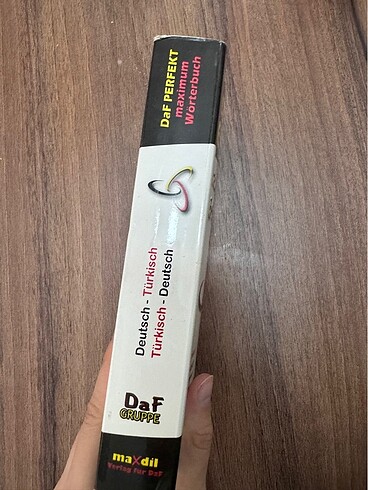 DaF PERFEKT
maximum
Wörterbuch
Deutsch - Türkisch
Türkisch - Deutsch
DaF
GRUPPE
maXdil
Verlag für DaF